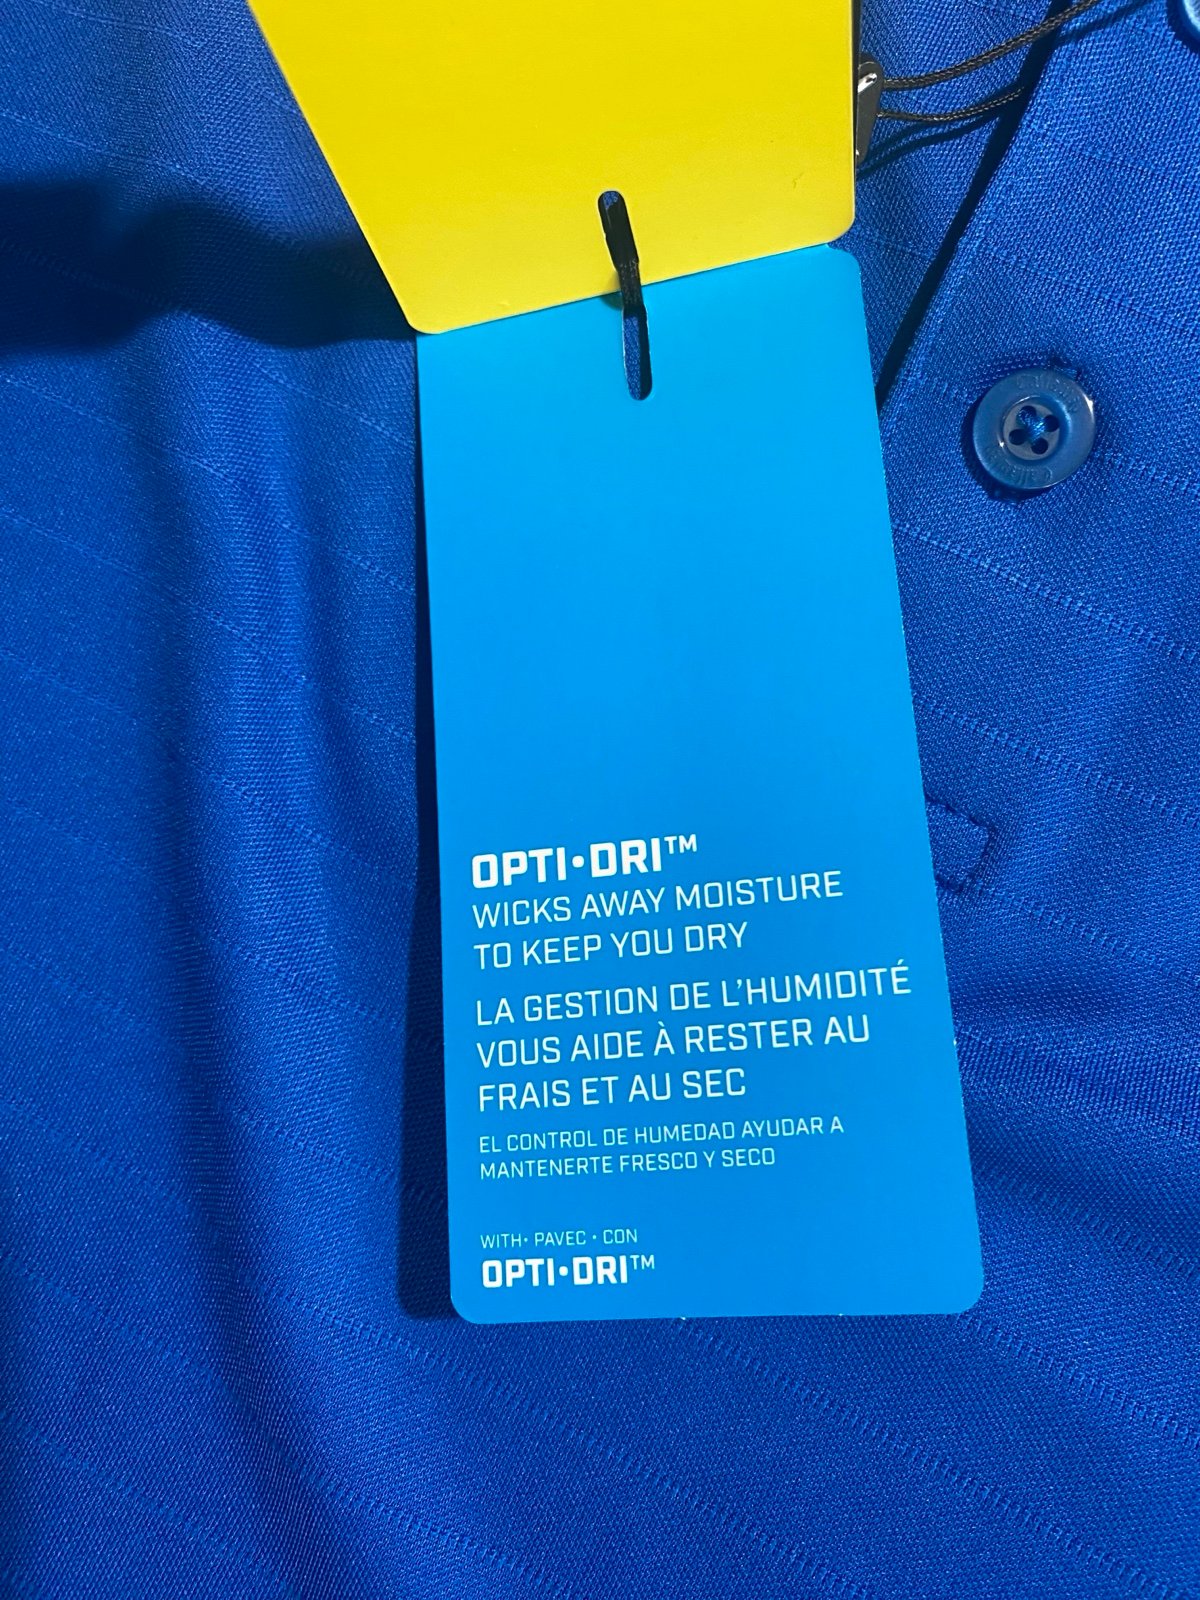 OPTI•DRI™
WICKS AWAY MOISTURE
TO KEEP YOU DRY
LA GESTION DE L'HUMIDITÉ
VOUS AIDE À RESTER AU
FRAIS ET AU SEC
EL CONTROL DE HUMEDAD AYUDAR A
MANTENERTE FRESCO Y SECO
WITH• PAVEC • CON
OPTI•DRI™